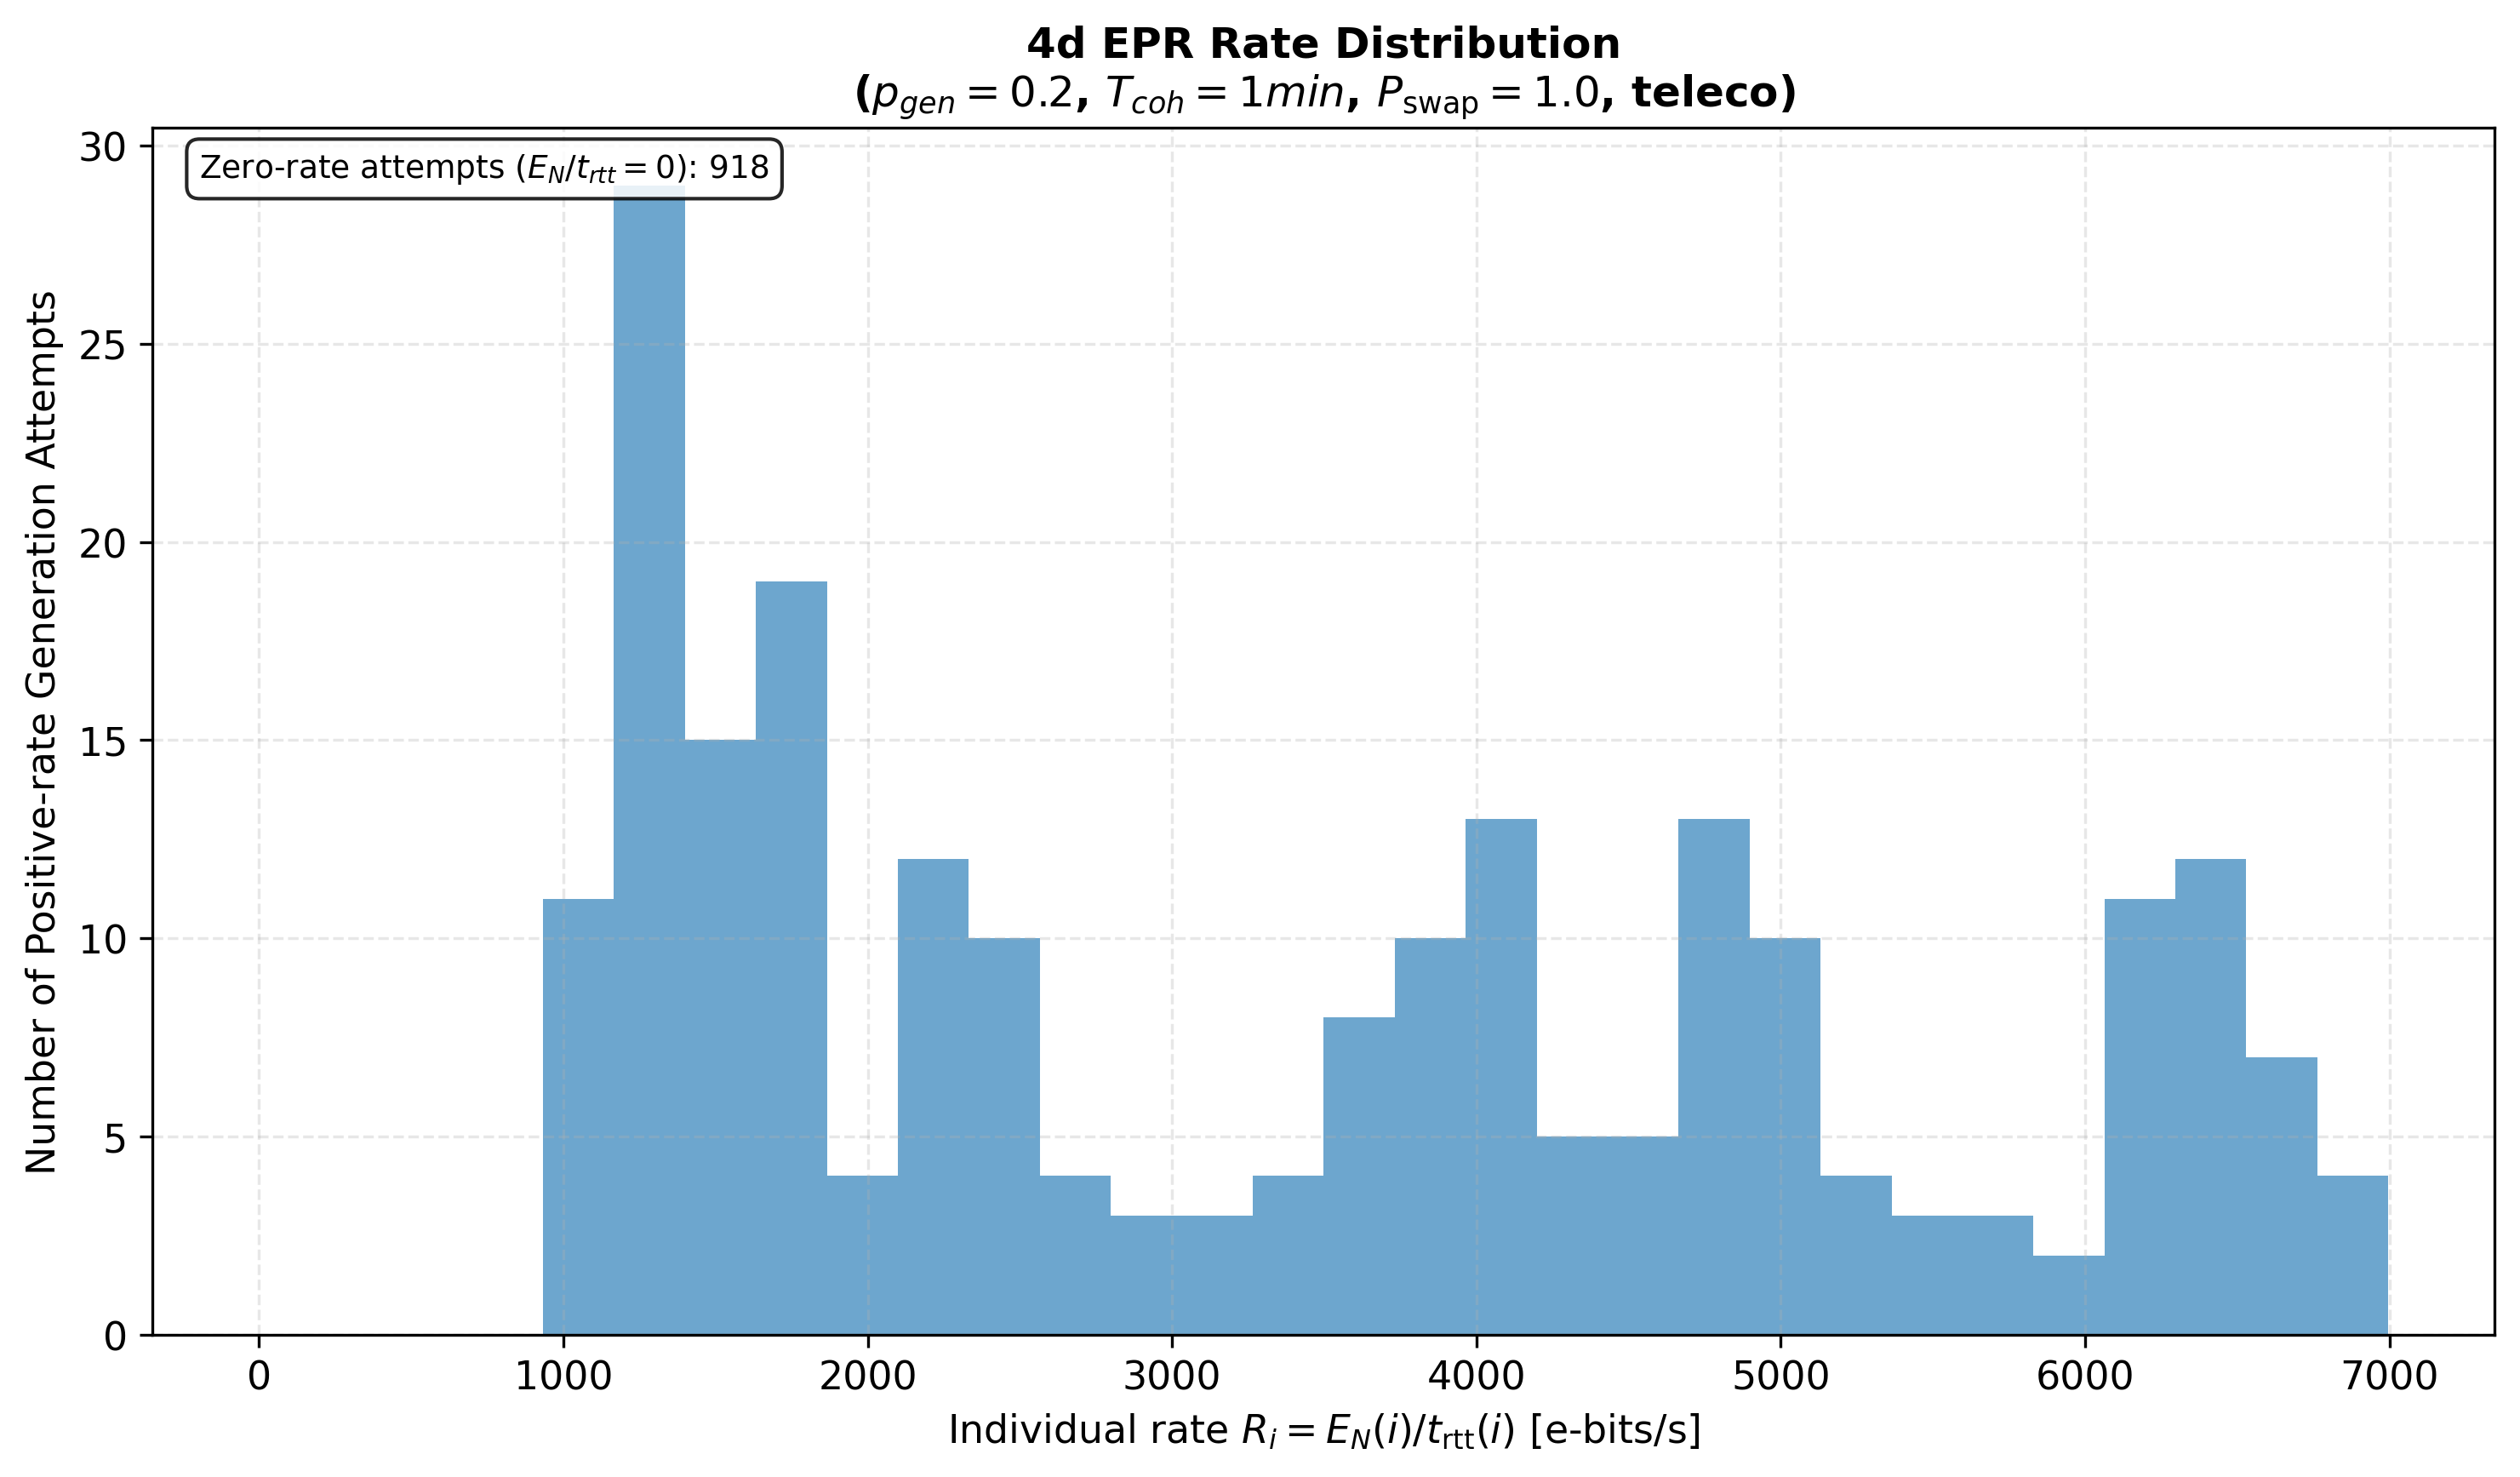 4d EPR Rate Distribution
(p_gen = 0.2, T_coh = 1min, P_swap = 1.0, teleco)
Zero-rate attempts (E_N/t_rtt = 0): 918
Number of Positive-rate Generation Attempts
30
25
20
15
10
5
0
0 1000 2000 3000 4000 5000 6000 7000
Individual rate R_i = E_N(i)/t_rtt(i) [e-bits/s]